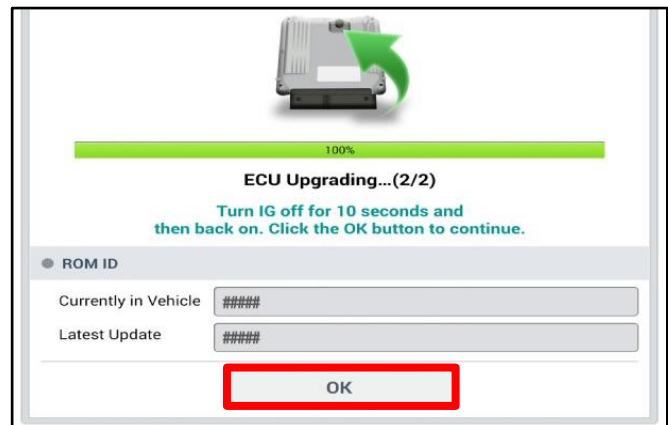 100%
ECU Upgrading...(2/2)
Turn IG off for 10 seconds and
then back on. Click the OK button to continue.
ROM ID
Currently in Vehicle #####
Latest Update #####
OK